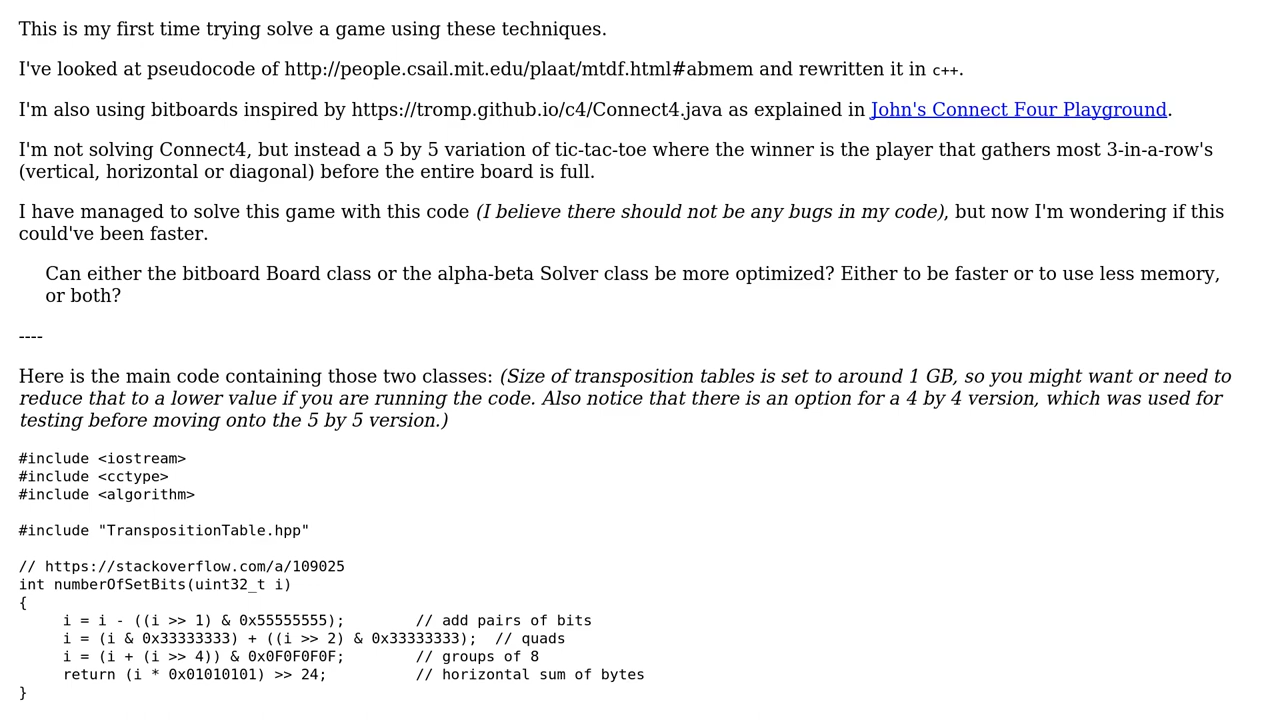 This is my first time trying solve a game using these techniques.
I've looked at pseudocode of http://people.csail.mit.edu/plaat/mtdf.html#abmem and rewritten it in c++.
I'm also using bitboards inspired by https://tromp.github.io/c4/Connect4.java as explained in John's Connect Four Playground.
I'm not solving Connect4, but instead a 5 by 5 variation of tic-tac-toe where the winner is the player that gathers most 3-in-a-row's
(vertical, horizontal or diagonal) before the entire board is full.
I have managed to solve this game with this code (I believe there should not be any bugs in my code), but now I'm wondering if this
could've been faster.
Can either the bitboard Board class or the alpha-beta Solver class be more optimized? Either to be faster or to use less memory,
or both?
----
Here is the main code containing those two classes: (Size of transposition tables is set to around 1 GB, so you might want or need to
reduce that to a lower value if you are running the code. Also notice that there is an option for a 4 by 4 version, which was used for
testing before moving onto the 5 by 5 version.)
#include <iostream>
#include <cctype>
#include <algorithm>
#include "TranspositionTable.hpp"
// https://stackoverflow.com/a/109025
int numberOfSetBits(uint32_t i)
{
     i = i - ((i >> 1) & 0x55555555);        // add pairs of bits
     i = (i & 0x33333333) + ((i >> 2) & 0x33333333);  // quads
     i = (i + (i >> 4)) & 0x0F0F0F0F;        // groups of 8
     return (i * 0x01010101) >> 24;          // horizontal sum of bytes
}